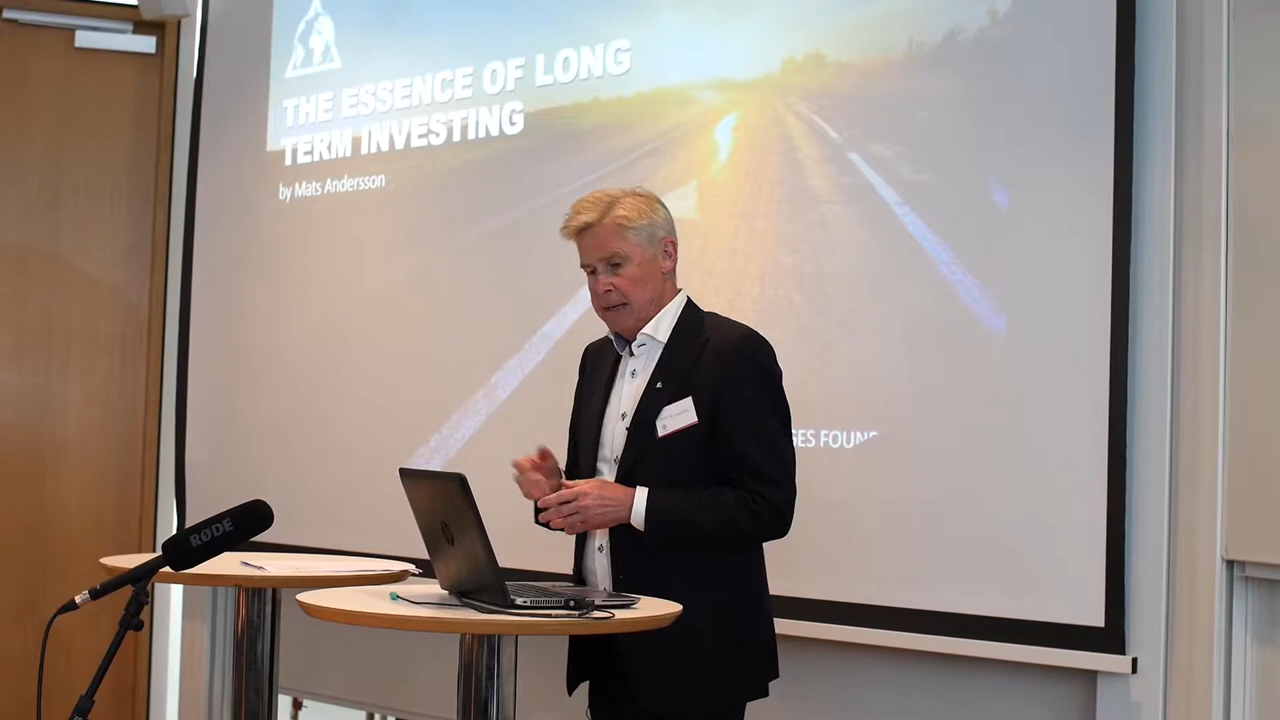 THE ESSENCE OF LONG
TERM INVESTING
by Mats Andersson
RØDE